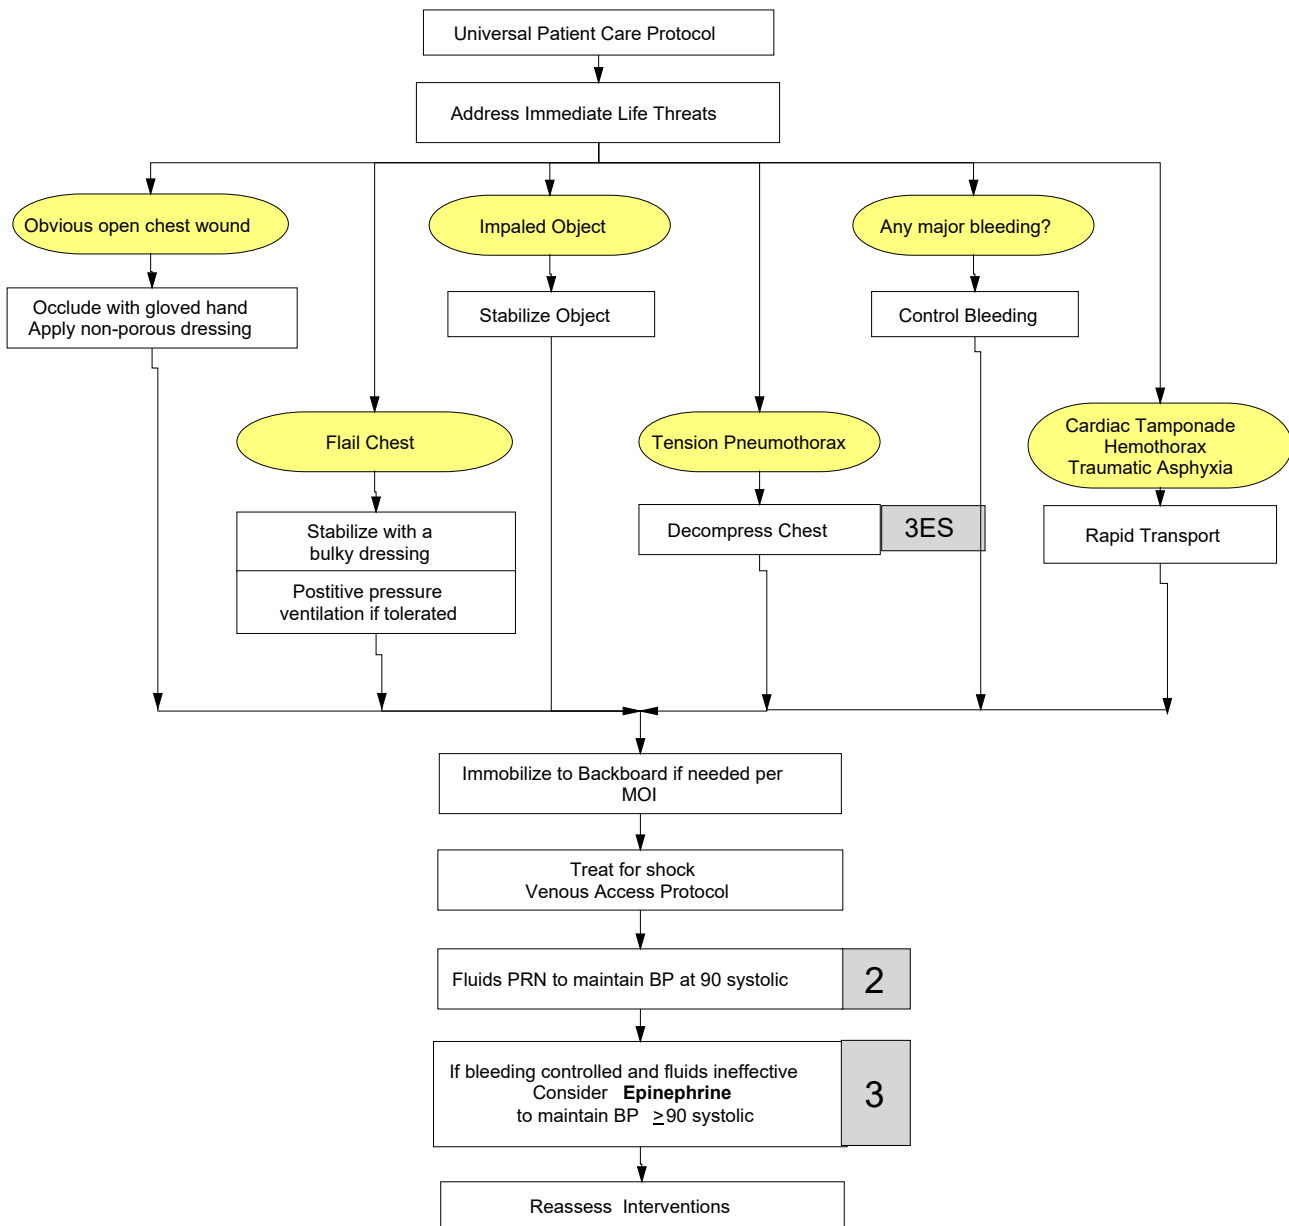 Universal Patient Care Protocol
Address Immediate Life Threats
Obvious open chest wound
Impaled Object
Any major bleeding?
Occlude with gloved hand
Apply non-porous dressing
Stabilize Object
Control Bleeding
Flail Chest
Tension Pneumothorax
Cardiac Tamponade
Hemothorax
Traumatic Asphyxia
Stabilize with a
bulky dressing
Postitive pressure
ventilation if tolerated
Decompress Chest
3ES
Rapid Transport
Immobilize to Backboard if needed per
MOI
Treat for shock
Venous Access Protocol
Fluids PRN to maintain BP at 90 systolic
2
If bleeding controlled and fluids ineffective
Consider Epinephrine
to maintain BP ≥90 systolic
3
Reassess Interventions